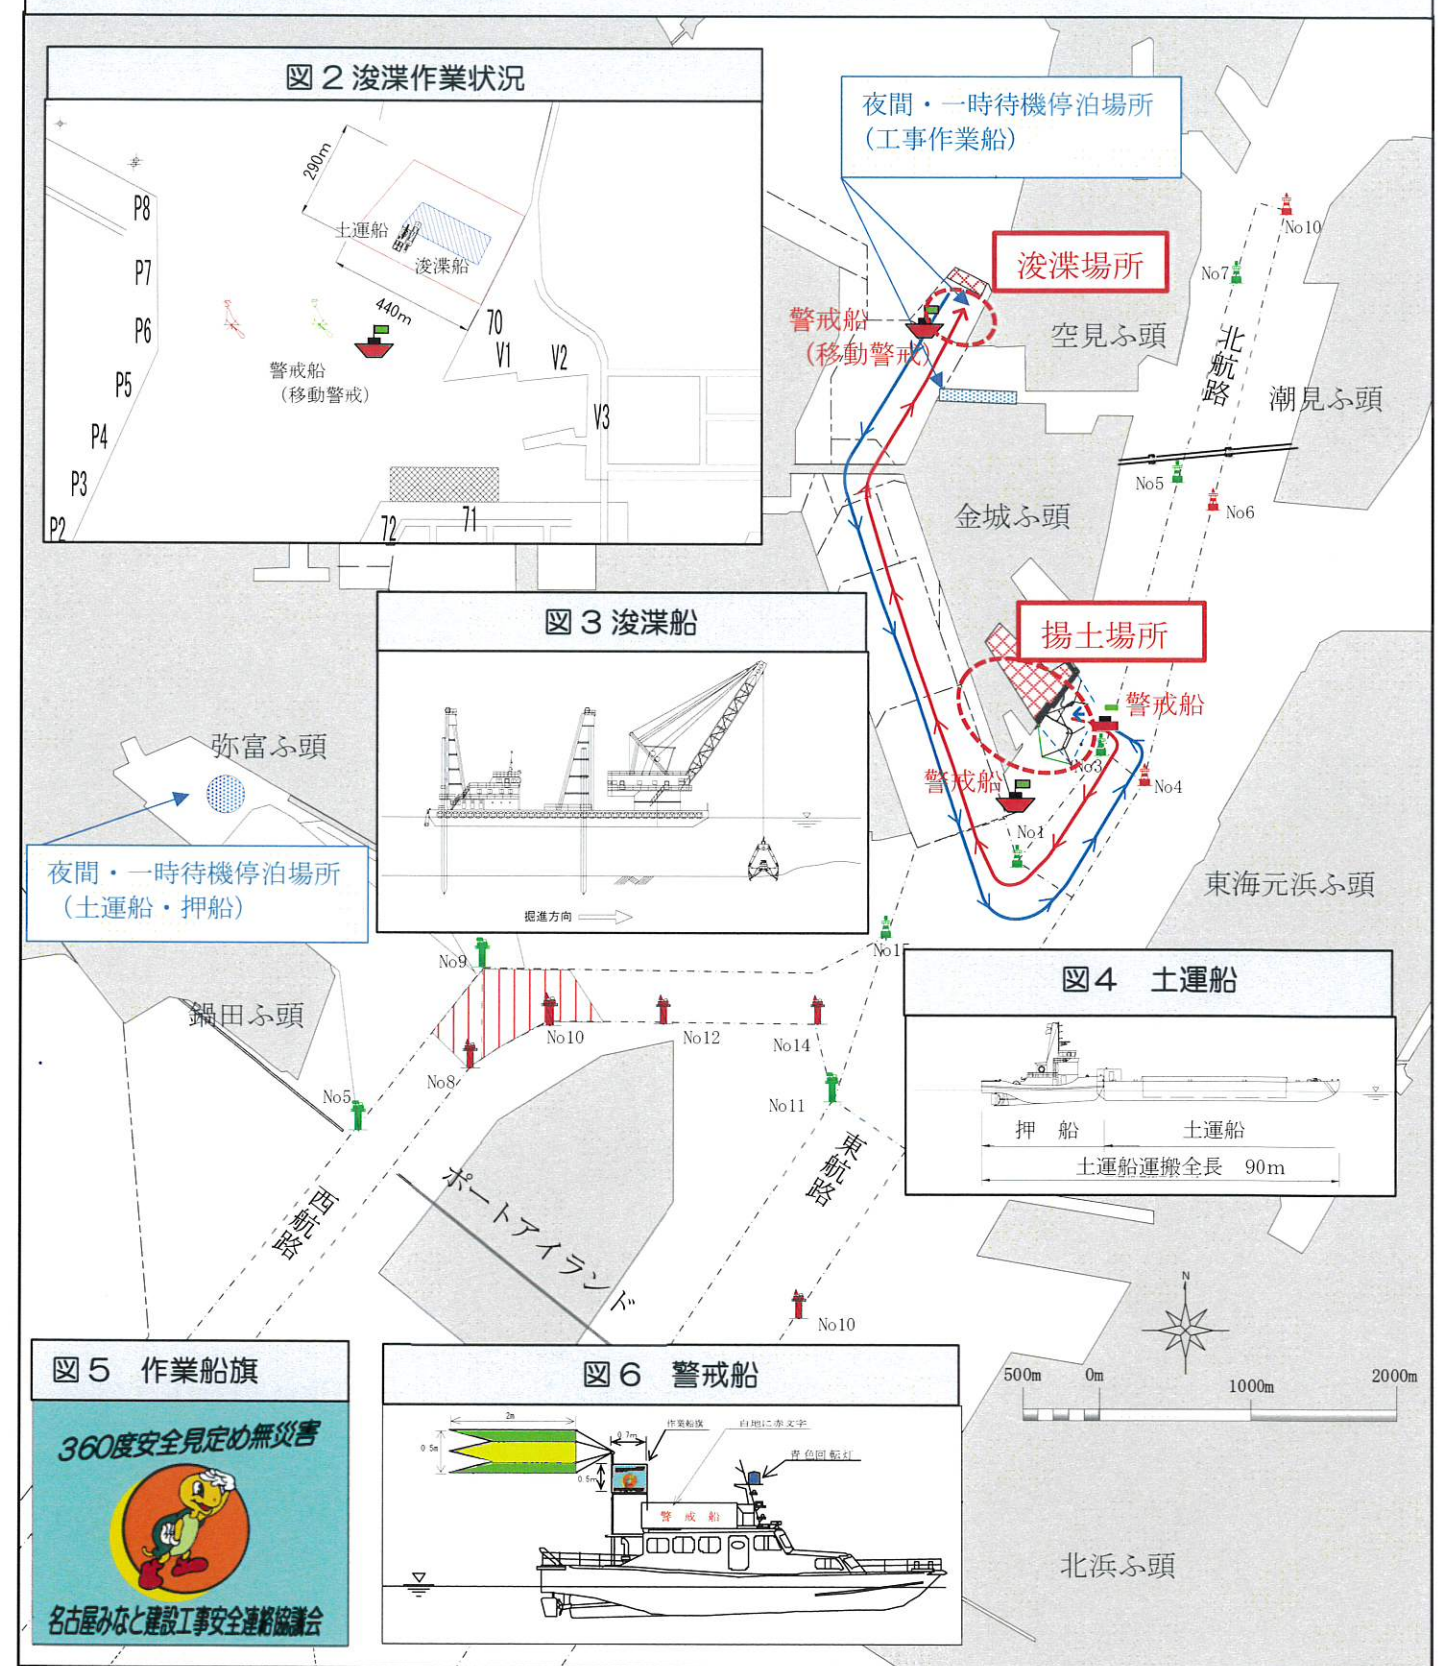 図2 浚渫作業状況
290m
土運船
浚渫船
440m
警戒船
（移動警戒）
P8
P7
P6
P5
P4
P3
P2
70
V1
V2
V3
71
72
夜間・一時待機停泊場所
（工事作業船）
浚渫場所
警戒船
（移動警戒）
空見ふ頭
No10
No7
北航路
潮見ふ頭
No5
No6
金城ふ頭
揚土場所
警戒船
No3
No4
警戒船
No1
東海元浜ふ頭
図3 浚渫船
掘進方向
弥富ふ頭
夜間・一時待機停泊場所
（土運船・押船）
鍋田ふ頭
No9
No10
No12
No14
No15
No8
No5
No11
西航路
東航路
ポートアイランド
No10
図4 土運船
押 船
土運船
土運船運搬全長 90m
N
500m
0m
1000m
2000m
図5 作業船旗
360度安全見定め無災害
名古屋みなと建設工事安全連絡協議会
図6 警戒船
2m
0.5m
0.7m
0.5m
作業船旗
白地に赤文字
青色回転灯
警戒船
北浜ふ頭